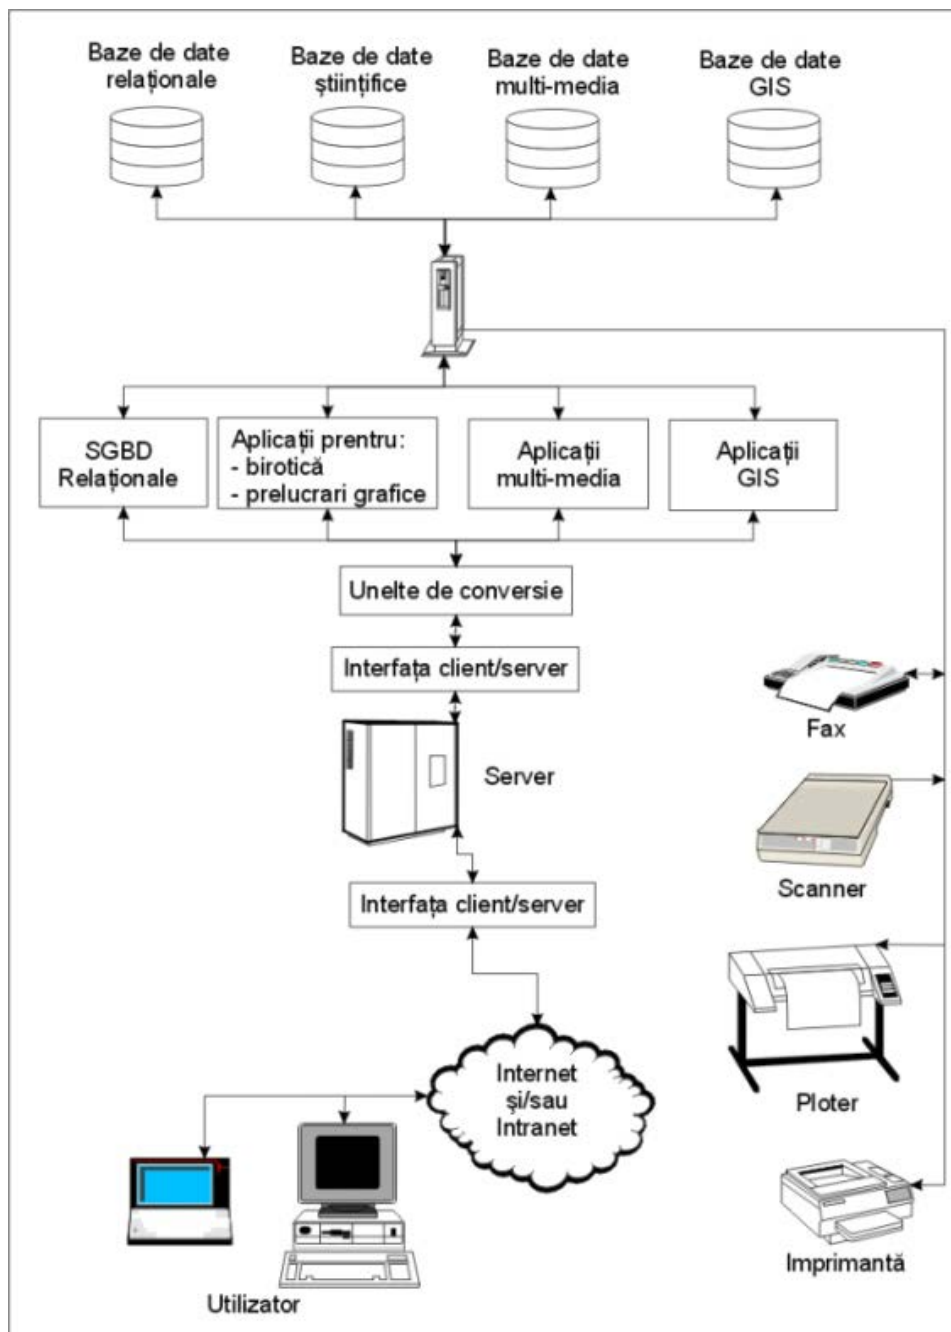 Baze de date
relaționale
Baze de date
științifice
Baze de date
multi-media
Baze de date
GIS
SGBD
Relaționale
Aplicații prentru:
- birotică
- prelucrari grafice
Aplicații
multi-media
Aplicații
GIS
Unelte de conversie
Interfața client/server
Server
Interfața client/server
Internet
și/sau
Intranet
Utilizator
Fax
Scanner
Ploter
Imprimantă